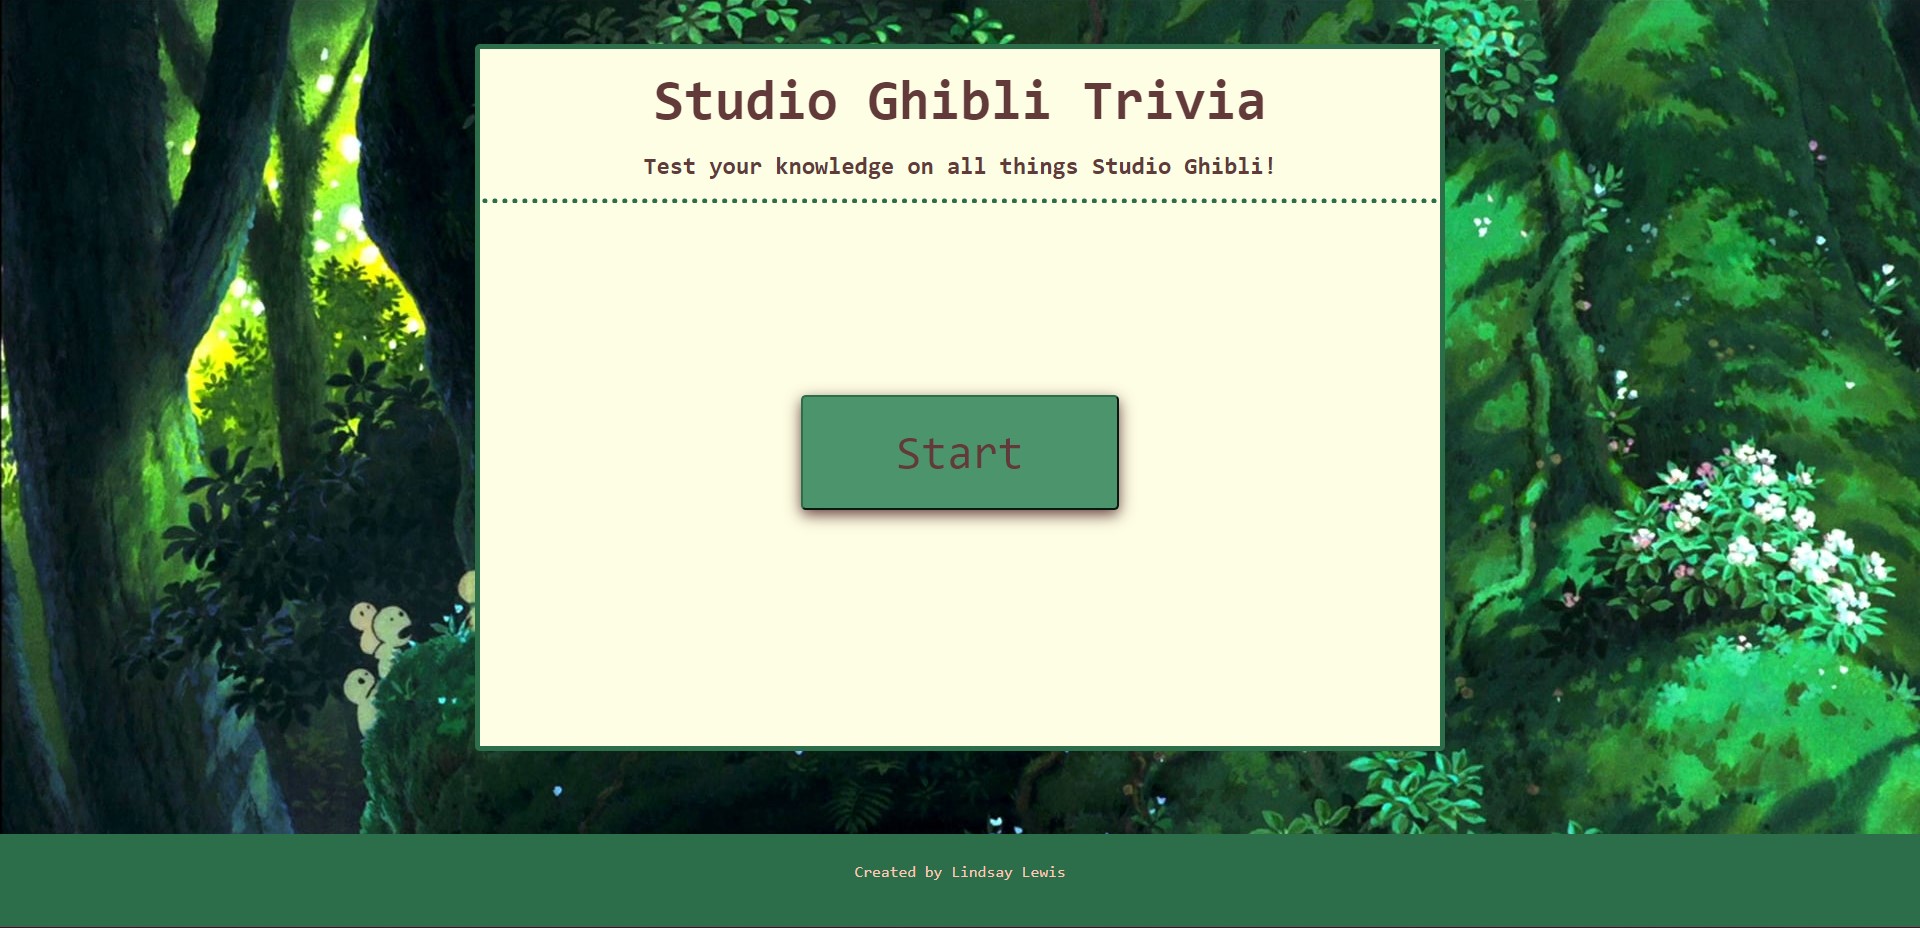 Studio Ghibli Trivia
Test your knowledge on all things Studio Ghibli!
Start
Created by Lindsay Lewis